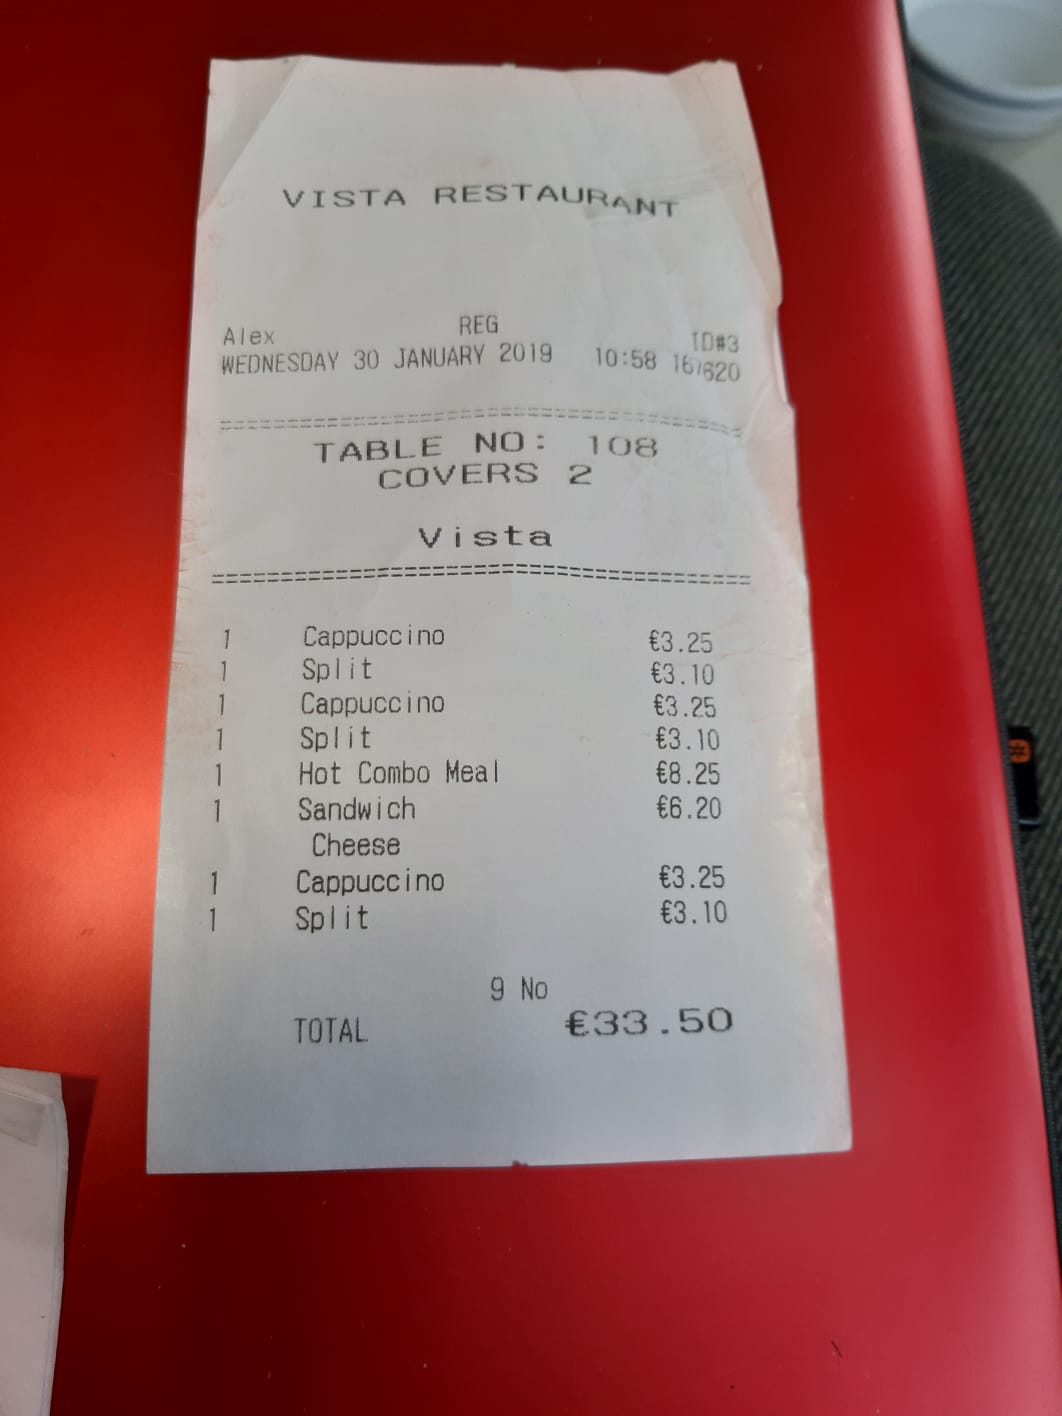 VISTA RESTAURANT
Alex REG ID#3
WEDNESDAY 30 JANUARY 2019 10:58 167620
====================================
TABLE NO: 108
COVERS 2
Vista
====================================
1 Cappuccino €3.25
1 Split €3.10
1 Cappuccino €3.25
1 Split €3.10
1 Hot Combo Meal €8.25
1 Sandwich €6.20
Cheese
1 Cappuccino €3.25
1 Split €3.10
9 No
TOTAL €33.50